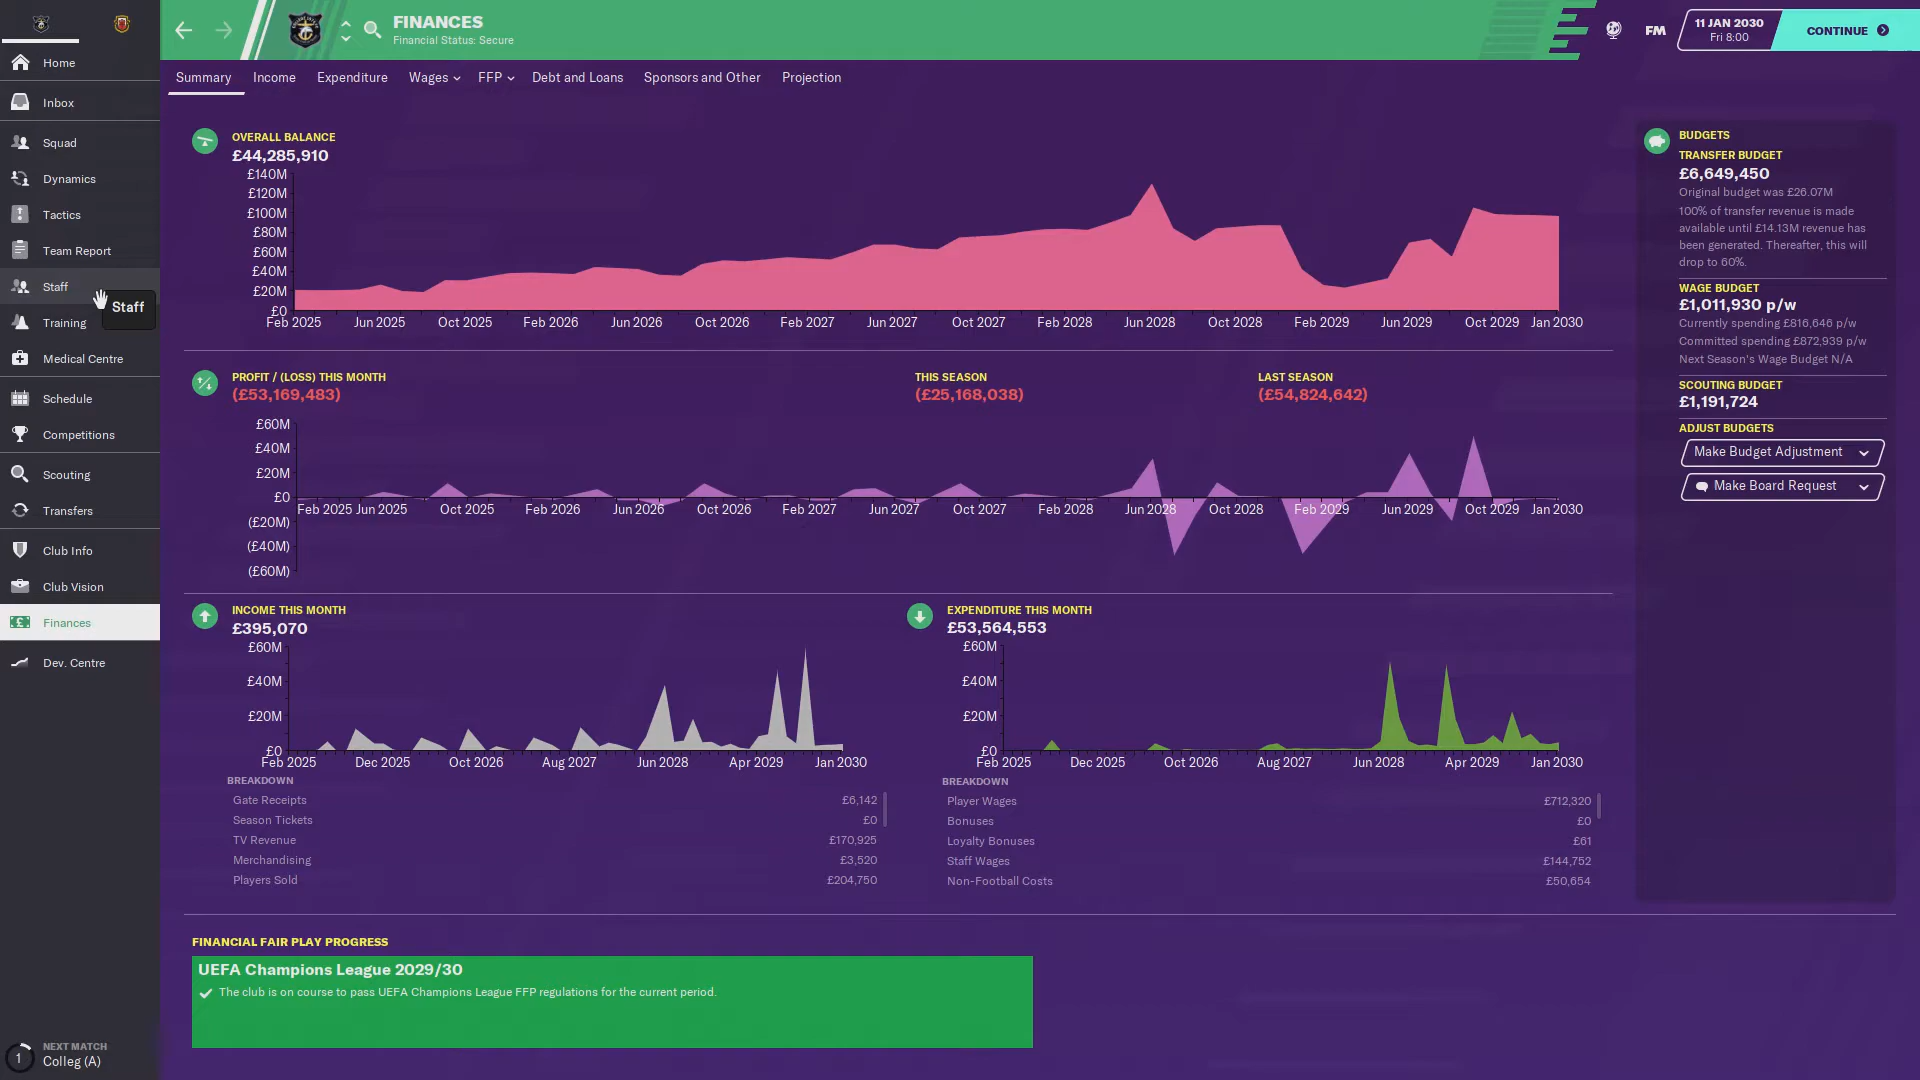 FINANCES
Financial Status: Secure
FM
11 JAN 2030
Fri 8:00
CONTINUE
Home
Inbox
Squad
Dynamics
Tactics
Team Report
Staff
Staff
Training
Medical Centre
Schedule
Competitions
Scouting
Transfers
Club Info
Club Vision
Finances
Dev. Centre
1
NEXT MATCH
Colleg (A)
Summary Income Expenditure Wages FFP Debt and Loans Sponsors and Other Projection
OVERALL BALANCE
£44,285,910
£140M
£120M
£100M
£80M
£60M
£40M
£20M
£0
Feb 2025 Jun 2025 Oct 2025 Feb 2026 Jun 2026 Oct 2026 Feb 2027 Jun 2027 Oct 2027 Feb 2028 Jun 2028 Oct 2028 Feb 2029 Jun 2029 Oct 2029 Jan 2030
PROFIT / (LOSS) THIS MONTH
(£53,169,483)
THIS SEASON
(£25,168,038)
LAST SEASON
(£54,824,642)
£60M
£40M
£20M
£0
(£20M)
(£40M)
(£60M)
Feb 2025 Jun 2025 Oct 2025 Feb 2026 Jun 2026 Oct 2026 Feb 2027 Jun 2027 Oct 2027 Feb 2028 Jun 2028 Oct 2028 Feb 2029 Jun 2029 Oct 2029 Jan 2030
INCOME THIS MONTH
£395,070
£60M
£40M
£20M
£0
Feb 2025 Dec 2025 Oct 2026 Aug 2027 Jun 2028 Apr 2029 Jan 2030
BREAKDOWN
Gate Receipts £6,142
Season Tickets £0
TV Revenue £170,925
Merchandising £3,520
Players Sold £204,750
EXPENDITURE THIS MONTH
£53,564,553
£60M
£40M
£20M
£0
Feb 2025 Dec 2025 Oct 2026 Aug 2027 Jun 2028 Apr 2029 Jan 2030
BREAKDOWN
Player Wages £712,320
Bonuses £0
Loyalty Bonuses £61
Staff Wages £144,752
Non-Football Costs £50,654
FINANCIAL FAIR PLAY PROGRESS
UEFA Champions League 2029/30
The club is on course to pass UEFA Champions League FFP regulations for the current period.
BUDGETS
TRANSFER BUDGET
£6,649,450
Original budget was £26.07M
100% of transfer revenue is made
available until £14.13M revenue has
been generated. Thereafter, this will
drop to 60%.
WAGE BUDGET
£1,011,930 p/w
Currently spending £816,646 p/w
Committed spending £872,939 p/w
Next Season's Wage Budget N/A
SCOUTING BUDGET
£1,191,724
ADJUST BUDGETS
Make Budget Adjustment
Make Board Request